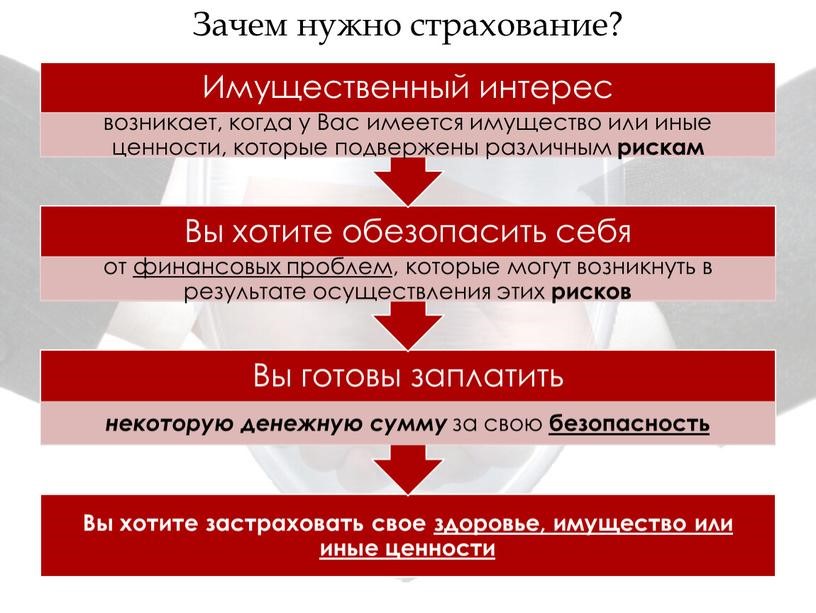 Зачем нужно страхование?
Имущественный интерес
возникает, когда у Вас имеется имущество или иные
ценности, которые подвержены различным рискам
Вы хотите обезопасить себя
от финансовых проблем, которые могут возникнуть в
результате осуществления этих рисков
Вы готовы заплатить
некоторую денежную сумму за свою безопасность
Вы хотите застраховать свое здоровье, имущество или
иные ценности